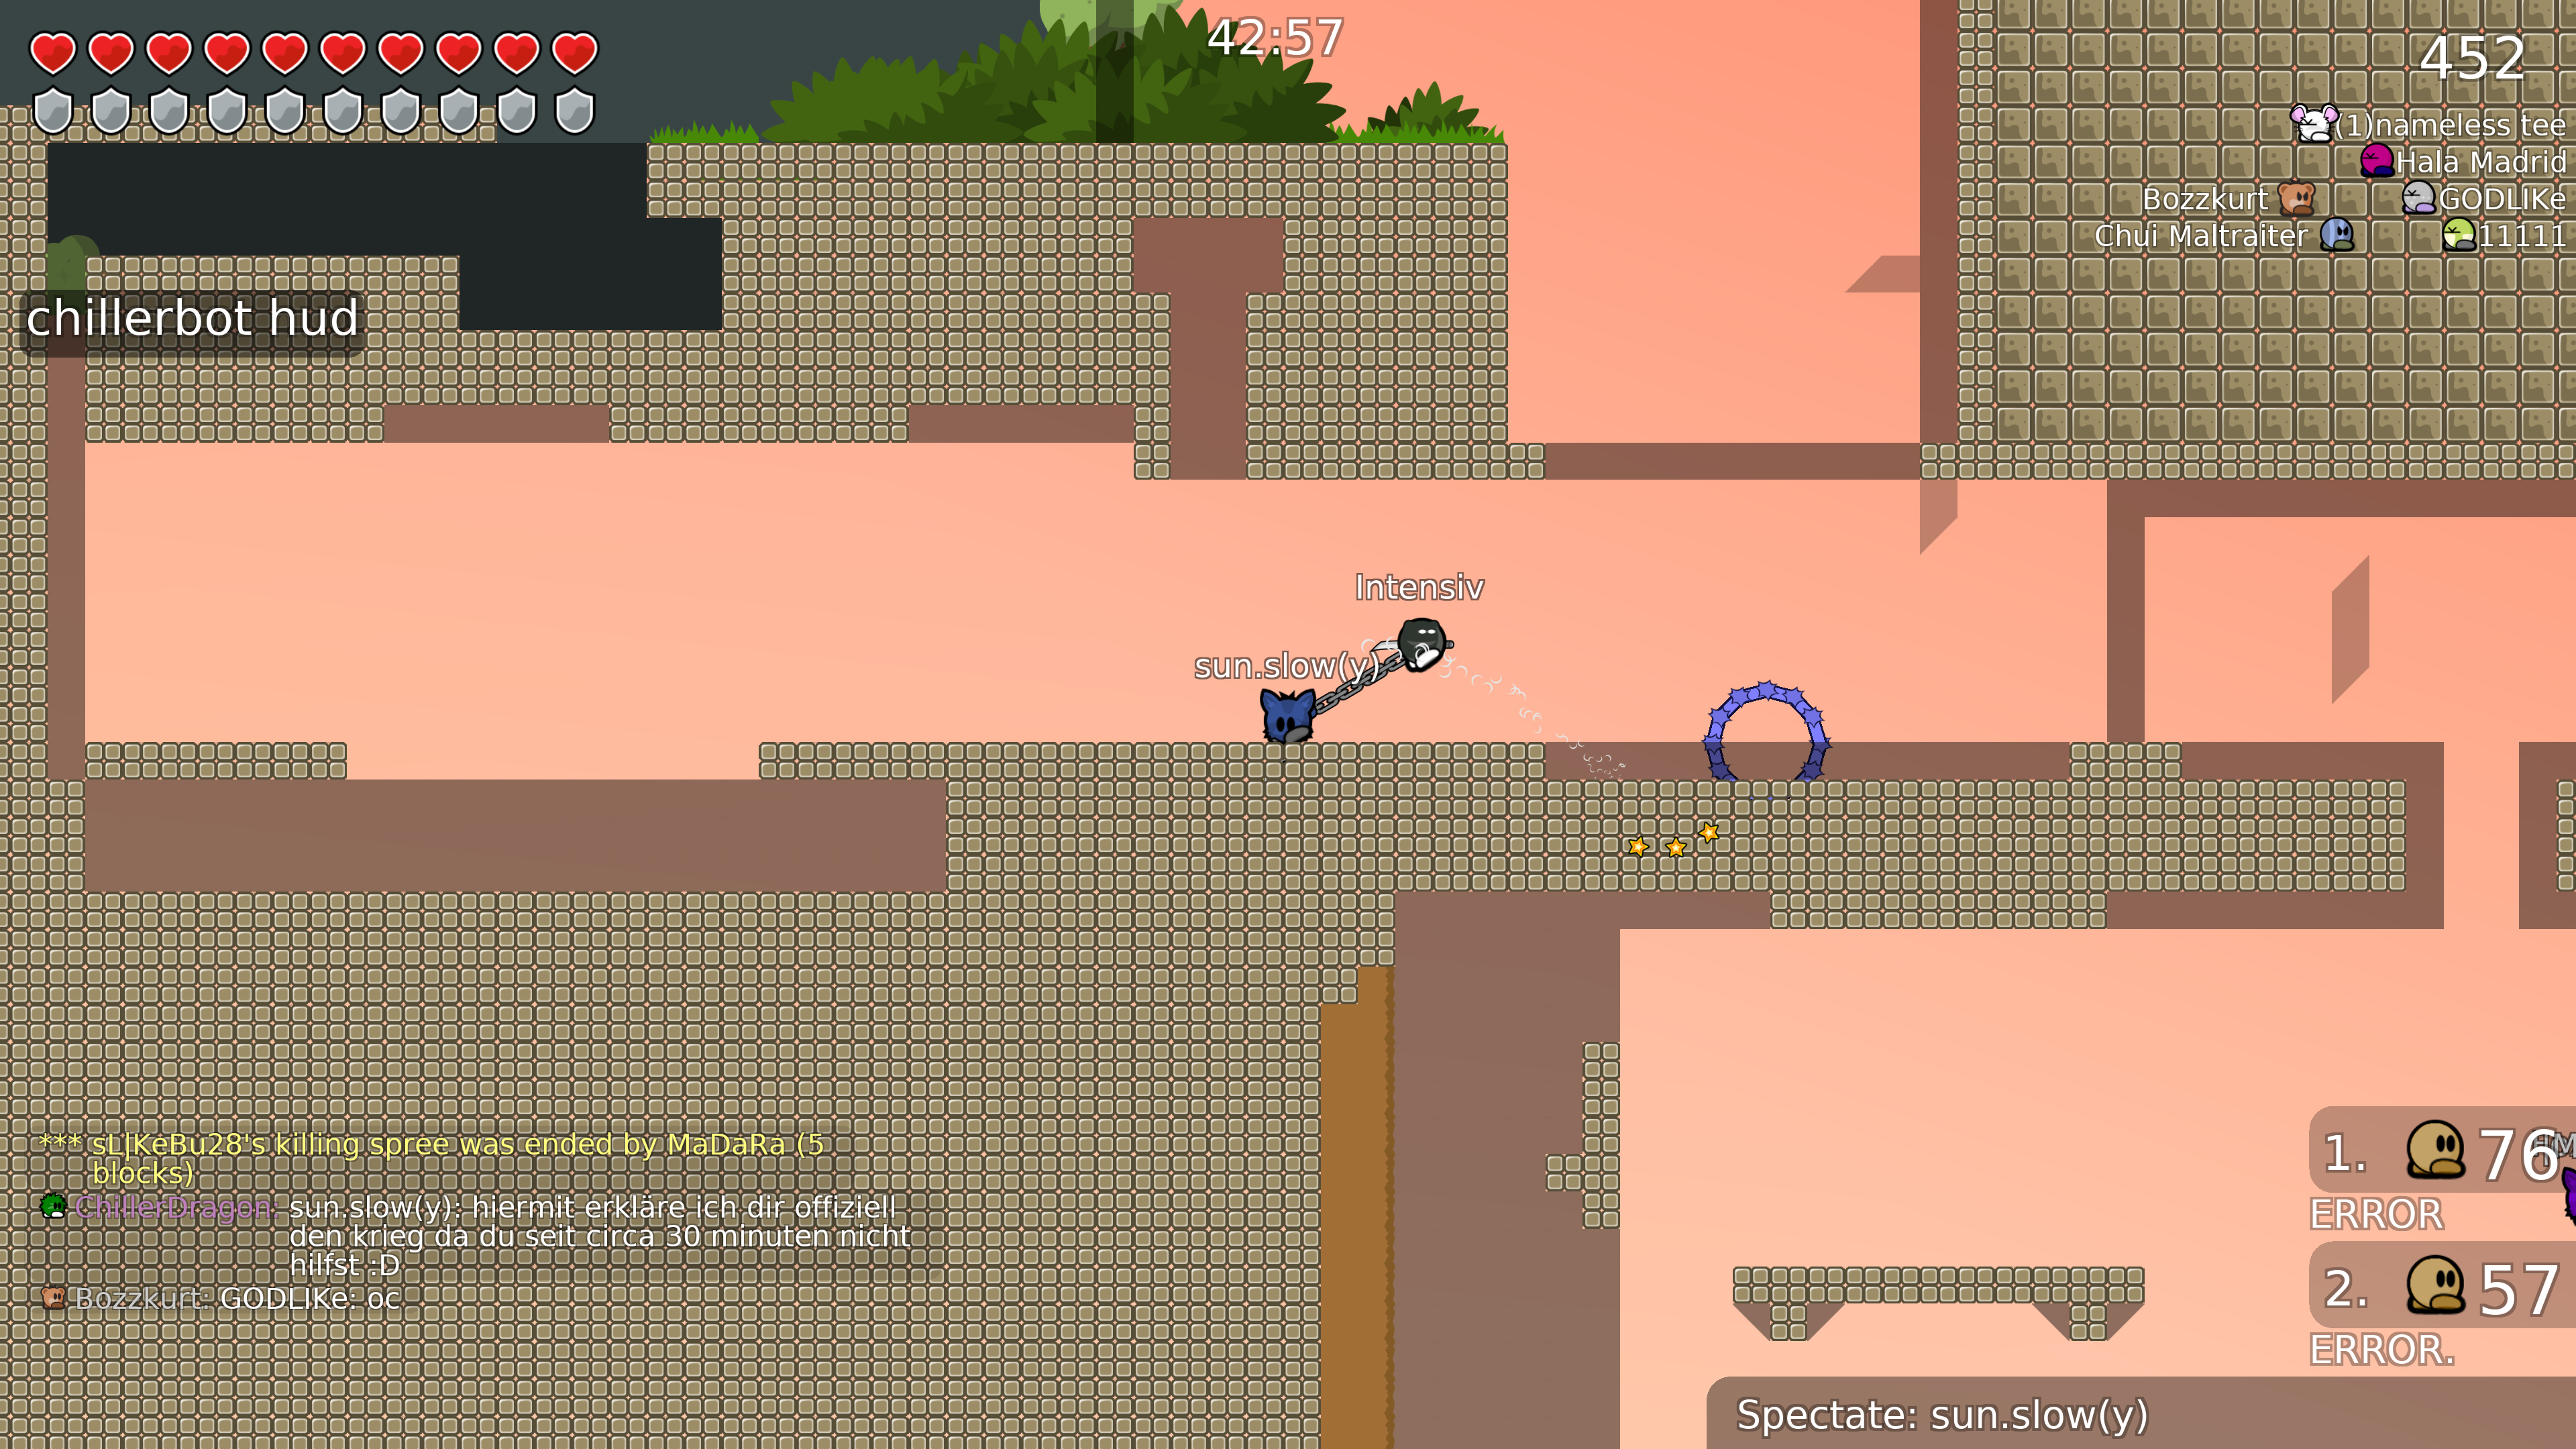 42:57
452
(1)nameless tee
Hala Madrid
Bozzkurt GODLIKe
Chui Maltraiter 11111
chillerbot hud
Intensiv
sun.slow(y)
*** sL|KeBu28's killing spree was ended by MaDaRa (5
blocks)
ChillerDragon: sun.slow(y): hiermit erkläre ich dir offiziell
den krieg da du seit circa 30 minuten nicht
hilfst :D
Bozzkurt: GODLIKe: oc
1. 76
ERROR
2. 57
ERROR.
Spectate: sun.slow(y)